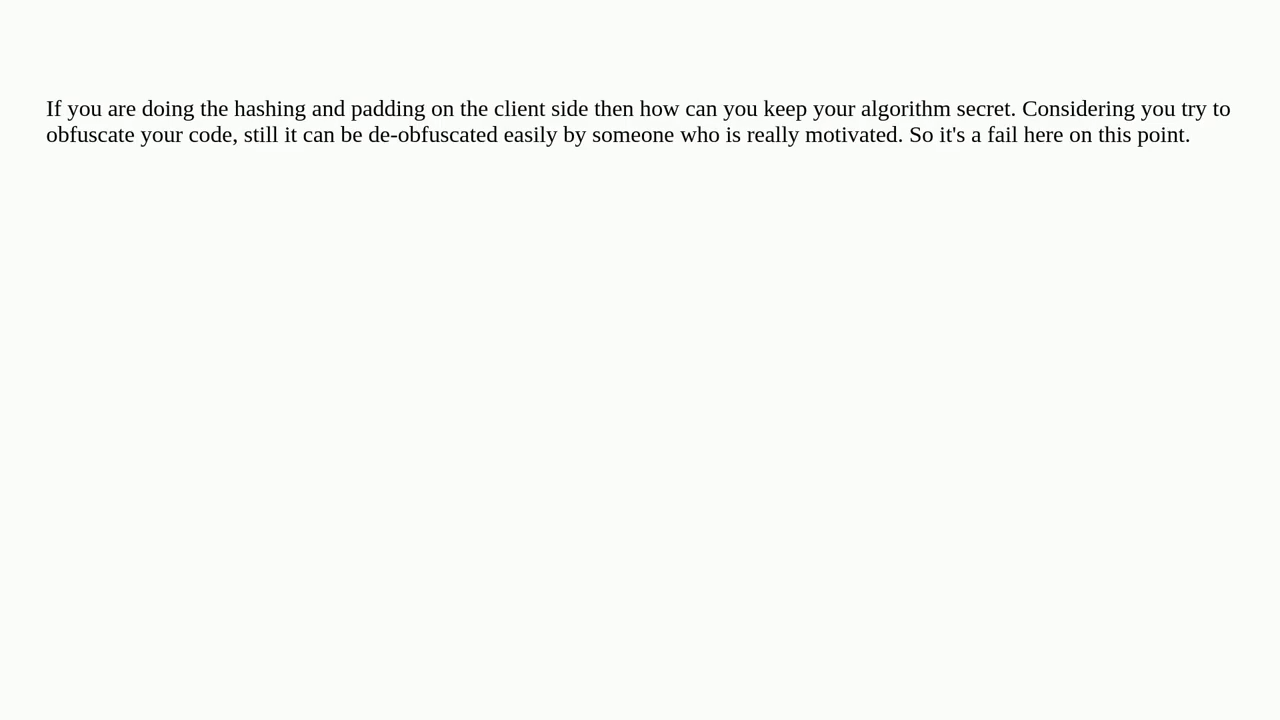 If you are doing the hashing and padding on the client side then how can you keep your algorithm secret. Considering you try to
obfuscate your code, still it can be de-obfuscated easily by someone who is really motivated. So it's a fail here on this point.